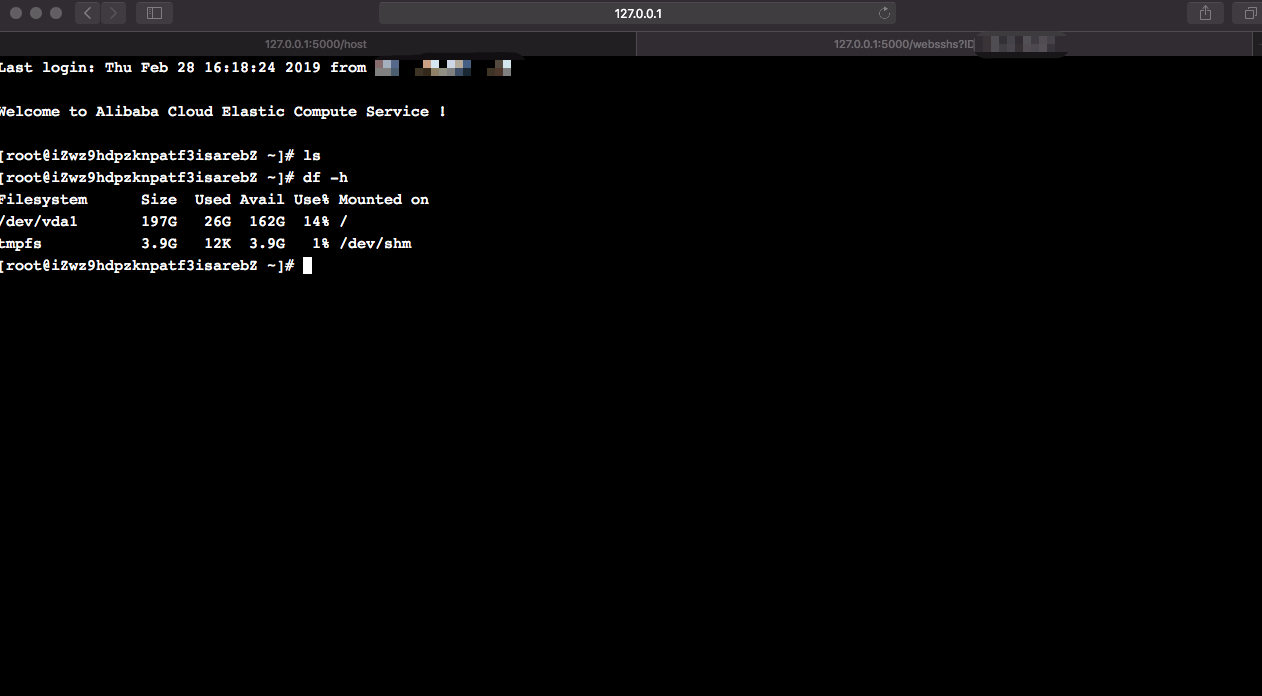 127.0.0.1
127.0.0.1:5000/host
127.0.0.1:5000/websshs?ID
Last login: Thu Feb 28 16:18:24 2019 from
Welcome to Alibaba Cloud Elastic Compute Service !
[root@iZwz9hdpzknpatf3isarebZ ~]# ls
[root@iZwz9hdpzknpatf3isarebZ ~]# df -h
Filesystem      Size  Used Avail Use% Mounted on
/dev/vda1       197G   26G  162G  14% /
tmpfs           3.9G   12K  3.9G   1% /dev/shm
[root@iZwz9hdpzknpatf3isarebZ ~]#